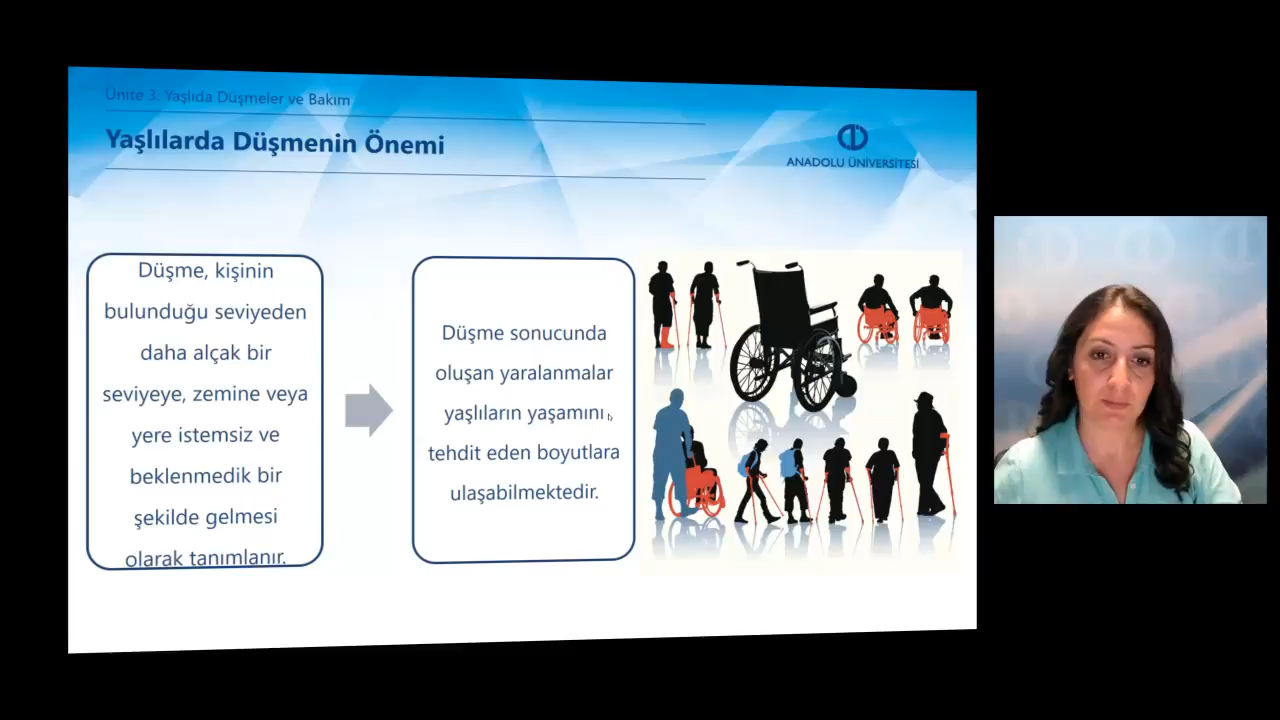 Ünite 3: Yaşlıda Düşmeler ve Bakım
Yaşlılarda Düşmenin Önemi
ANADOLU ÜNİVERSİTESİ
Düşme, kişinin
bulunduğu seviyeden
daha alçak bir
seviyeye, zemine veya
yere istemsiz ve
beklenmedik bir
şekilde gelmesi
olarak tanımlanır.
Düşme sonucunda
oluşan yaralanmalar
yaşlıların yaşamını
tehdit eden boyutlara
ulaşabilmektedir.